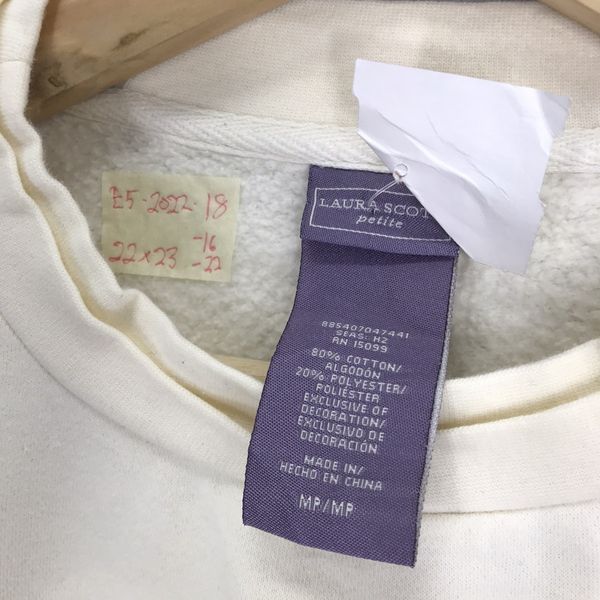 E5-2022-18
22x23 -16
-22
LAURA SCOT
petite
885407047441
SEAS: H2
RN 15099
80% COTTON/
ALGODÓN
20% POLYESTER/
POLIÉSTER
EXCLUSIVE OF
DECORATION/
EXCLUSIVO DE
DECORACIÓN
MADE IN/
HECHO EN CHINA
MP/MP